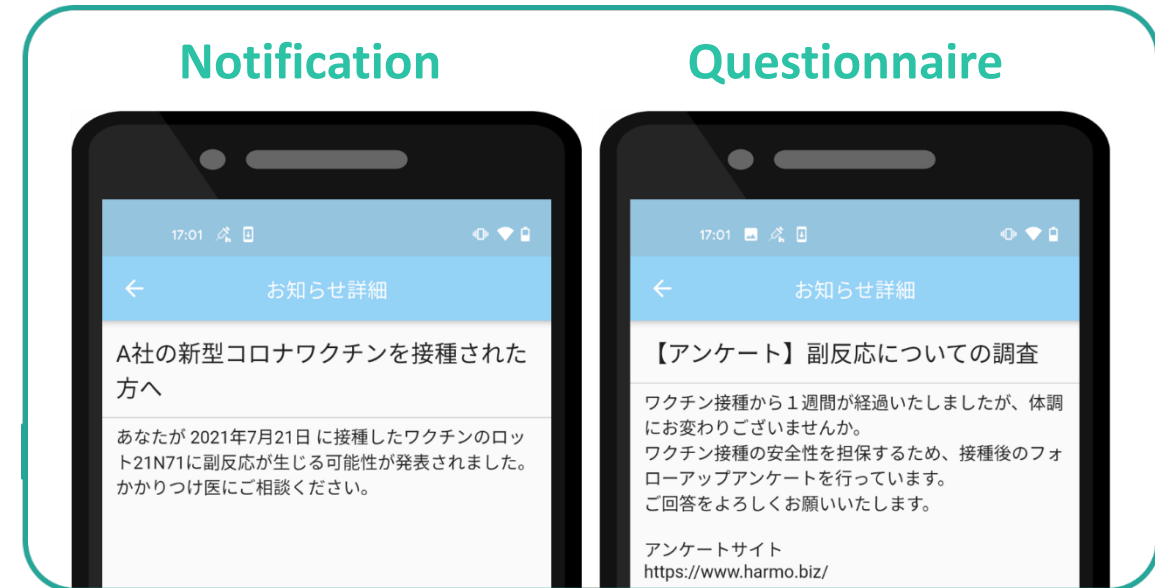 Notification
17:01
お知らせ詳細
A社の新型コロナワクチンを接種された
方へ
あなたが 2021年7月21日 に接種したワクチンのロッ
ト21N71に副反応が生じる可能性が発表されました。
かかりつけ医にご相談ください。
Questionnaire
17:01
お知らせ詳細
【アンケート】副反応についての調査
ワクチン接種から１週間が経過いたしましたが、体調
にお変わりございませんか。
ワクチン接種の安全性を担保するため、接種後のフォ
ローアップアンケートを行っています。
ご回答をよろしくお願いいたします。
アンケートサイト
https://www.harmo.biz/